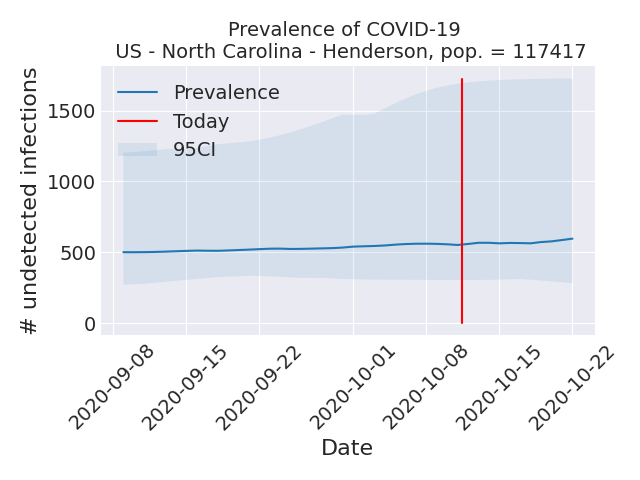 Prevalence of COVID-19
US - North Carolina - Henderson, pop. = 117417
# undetected infections
1500
1000
500
0
Prevalence
Today
95CI
2020-09-08
2020-09-15
2020-09-22
2020-10-01
2020-10-08
2020-10-15
2020-10-22
Date